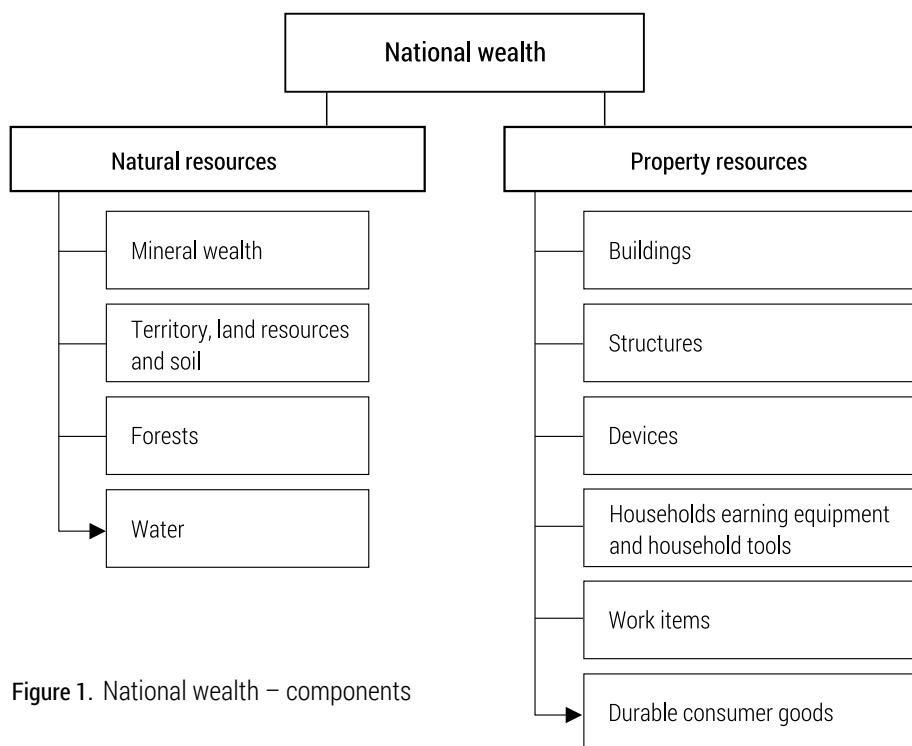 National wealth
Natural resources
Mineral wealth
Territory, land resources
and soil
Forests
Water
Property resources
Buildings
Structures
Devices
Households earning equipment
and household tools
Work items
Durable consumer goods
Figure 1. National wealth – components